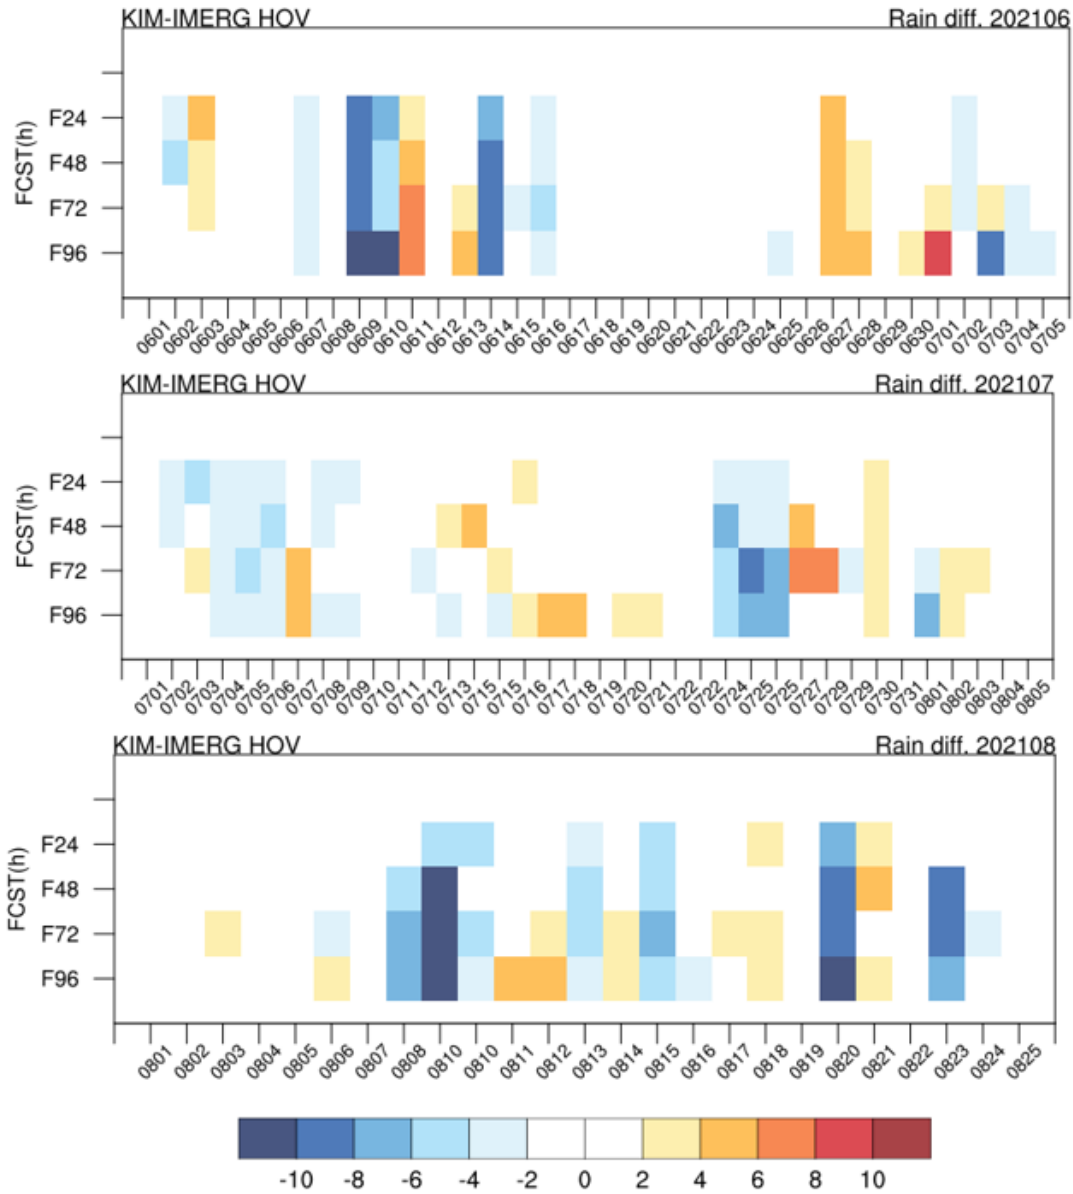 KIM-IMERG HOV Rain diff. 202106
FCST(h)
F24
F48
F72
F96
0601 0602 0603 0604 0605 0606 0607 0608 0609 0610 0611 0612 0613 0614 0615 0616 0617 0618 0619 0620 0621 0622 0623 0624 0625 0626 0627 0628 0629 0630 0701 0702 0703 0704 0705
KIM-IMERG HOV Rain diff. 202107
FCST(h)
F24
F48
F72
F96
0701 0702 0703 0704 0705 0706 0707 0708 0709 0710 0711 0712 0713 0715 0715 0716 0717 0718 0719 0720 0721 0722 0722 0724 0725 0725 0727 0729 0729 0730 0731 0801 0802 0803 0804 0805
KIM-IMERG HOV Rain diff. 202108
FCST(h)
F24
F48
F72
F96
0801 0802 0803 0804 0805 0806 0807 0808 0810 0810 0811 0812 0813 0814 0815 0816 0817 0818 0819 0820 0821 0822 0823 0824 0825
-10 -8 -6 -4 -2 0 2 4 6 8 10